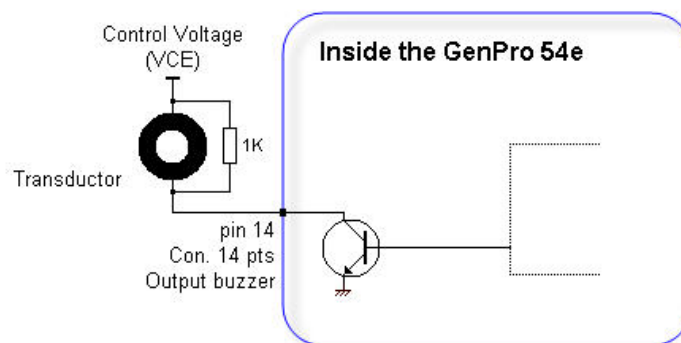 Control Voltage
(VCE)
Inside the GenPro 54e
1K
Transductor
pin 14
Con. 14 pts
Output buzzer